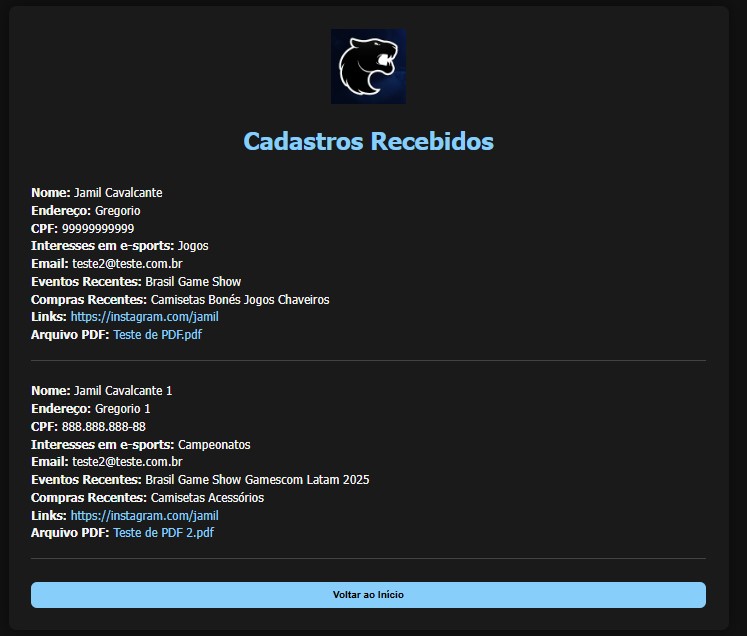 Cadastros Recebidos
Nome: Jamil Cavalcante
Endereço: Gregorio
CPF: 99999999999
Interesses em e-sports: Jogos
Email: teste2@teste.com.br
Eventos Recentes: Brasil Game Show
Compras Recentes: Camisetas Bonés Jogos Chaveiros
Links: https://instagram.com/jamil
Arquivo PDF: Teste de PDF.pdf
Nome: Jamil Cavalcante 1
Endereço: Gregorio 1
CPF: 888.888.888-88
Interesses em e-sports: Campeonatos
Email: teste2@teste.com.br
Eventos Recentes: Brasil Game Show Gamescom Latam 2025
Compras Recentes: Camisetas Acessórios
Links: https://instagram.com/jamil
Arquivo PDF: Teste de PDF 2.pdf
Voltar ao Início